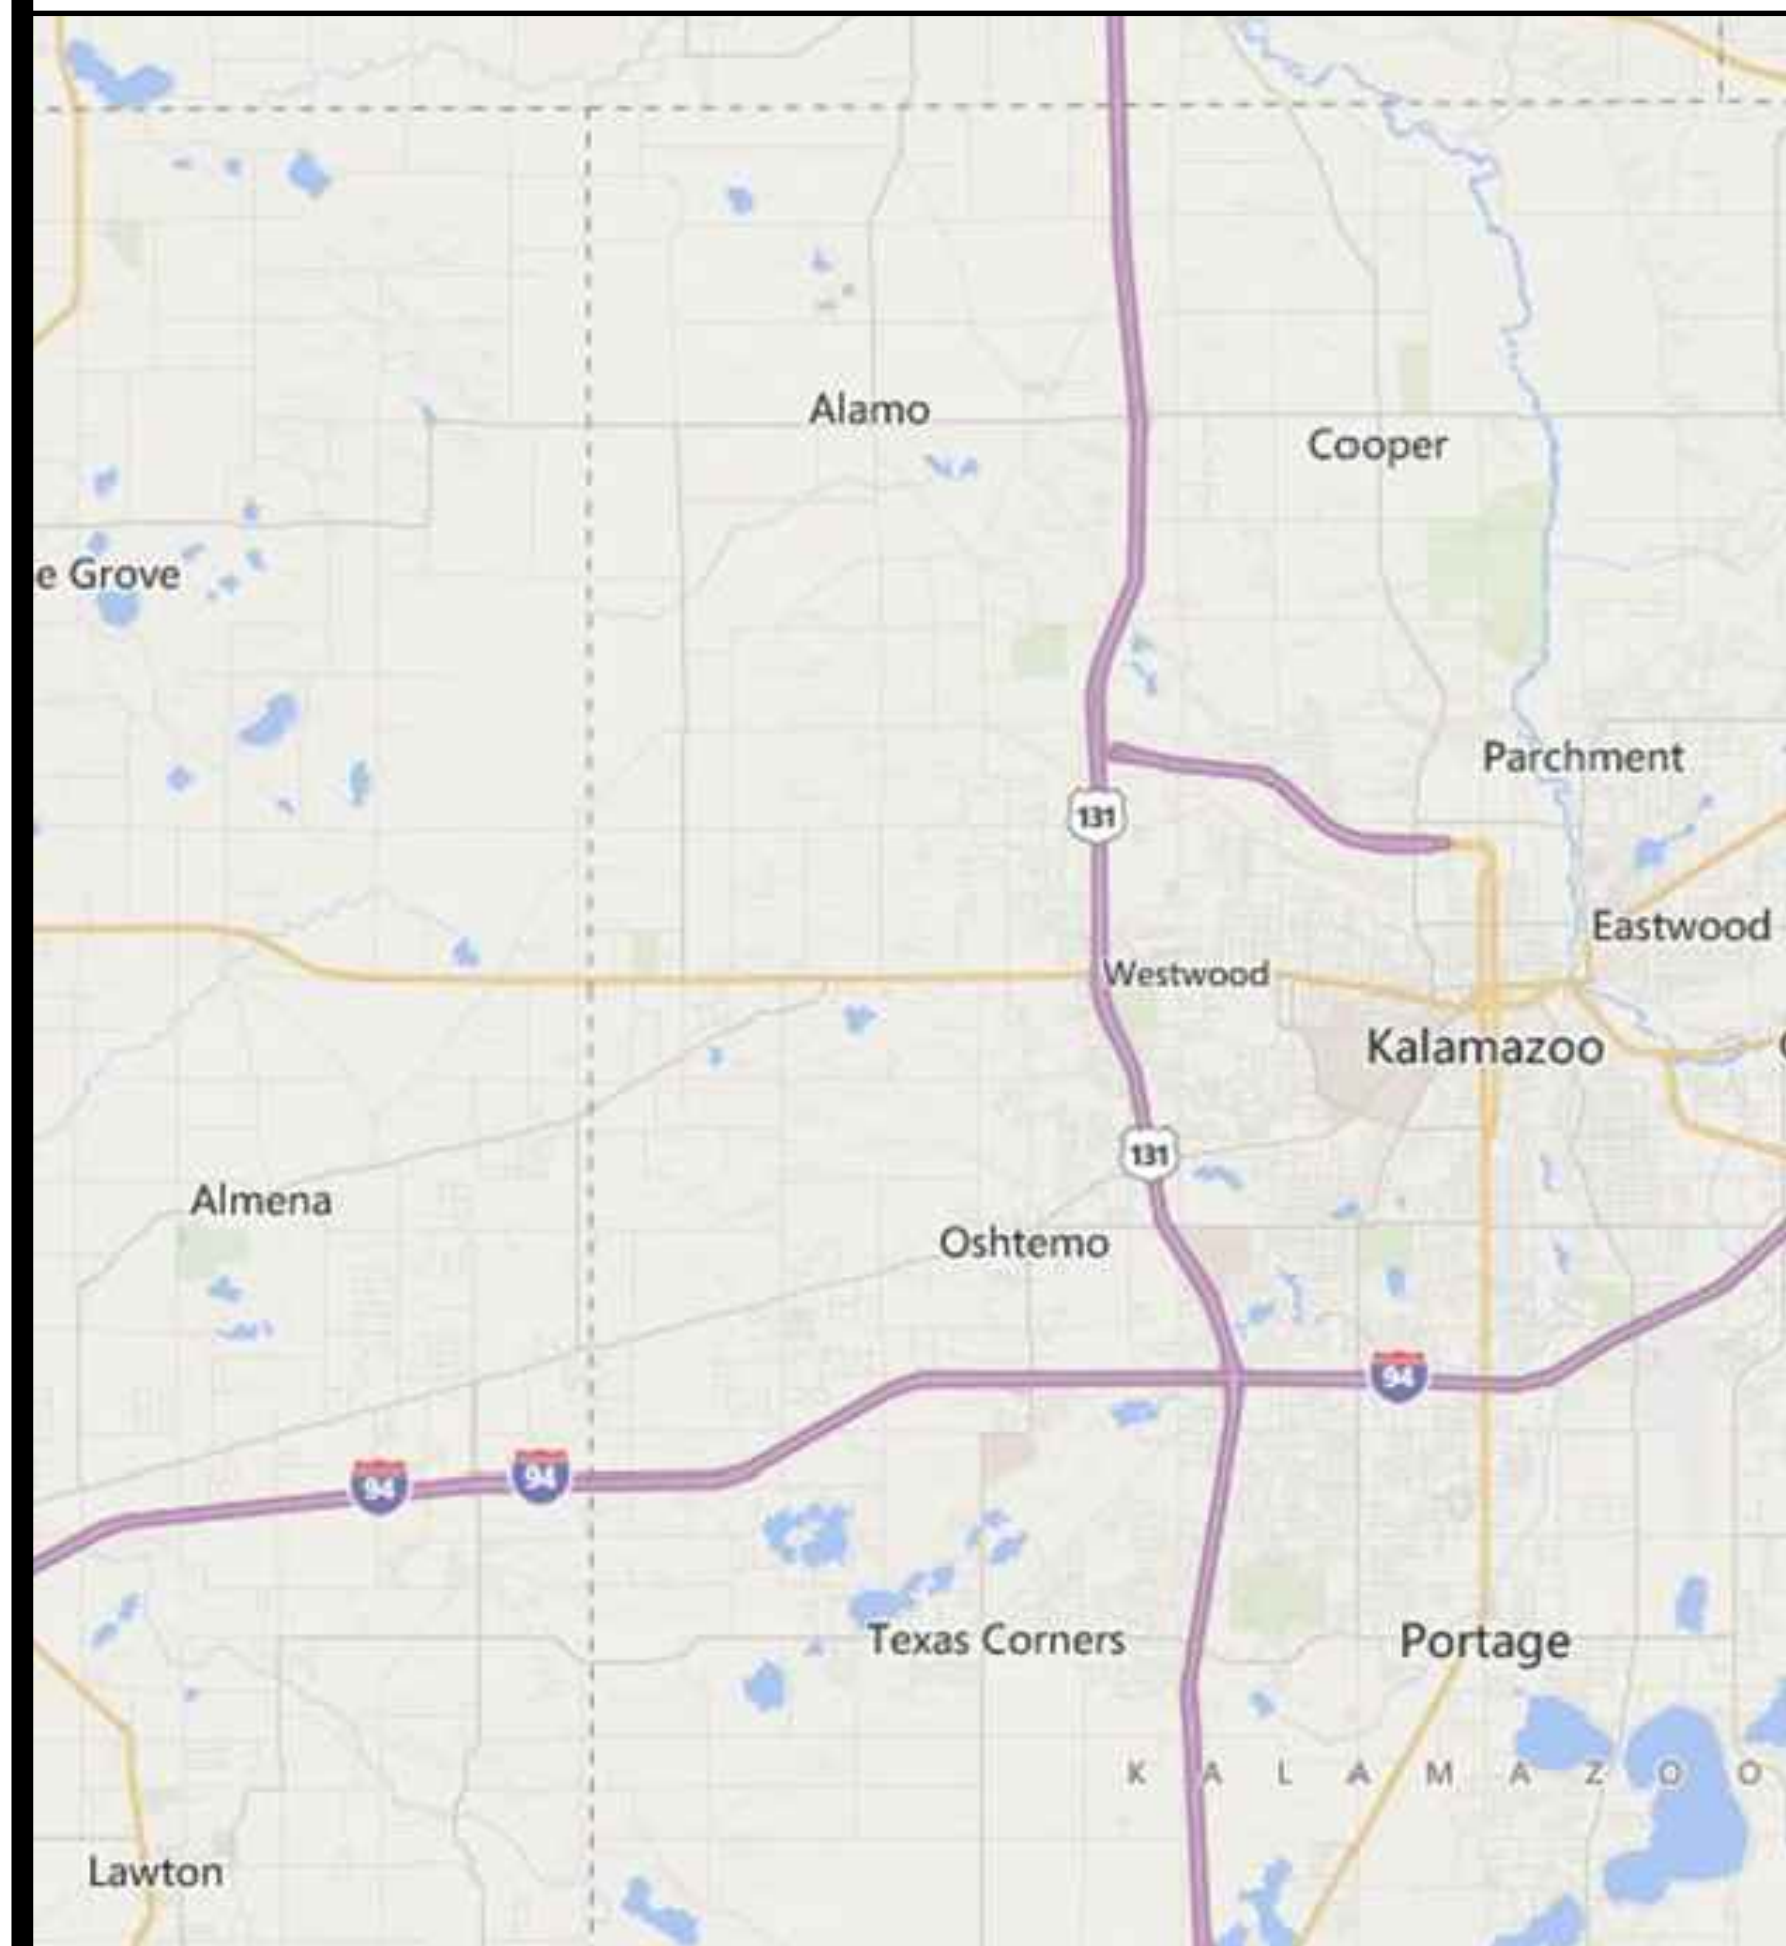 Alamo
Cooper
e Grove
Parchment
131
Eastwood
Westwood
Kalamazoo
131
Almena
Oshtemo
94
94
94
Texas Corners
Portage
K A L A M A Z O O
Lawton